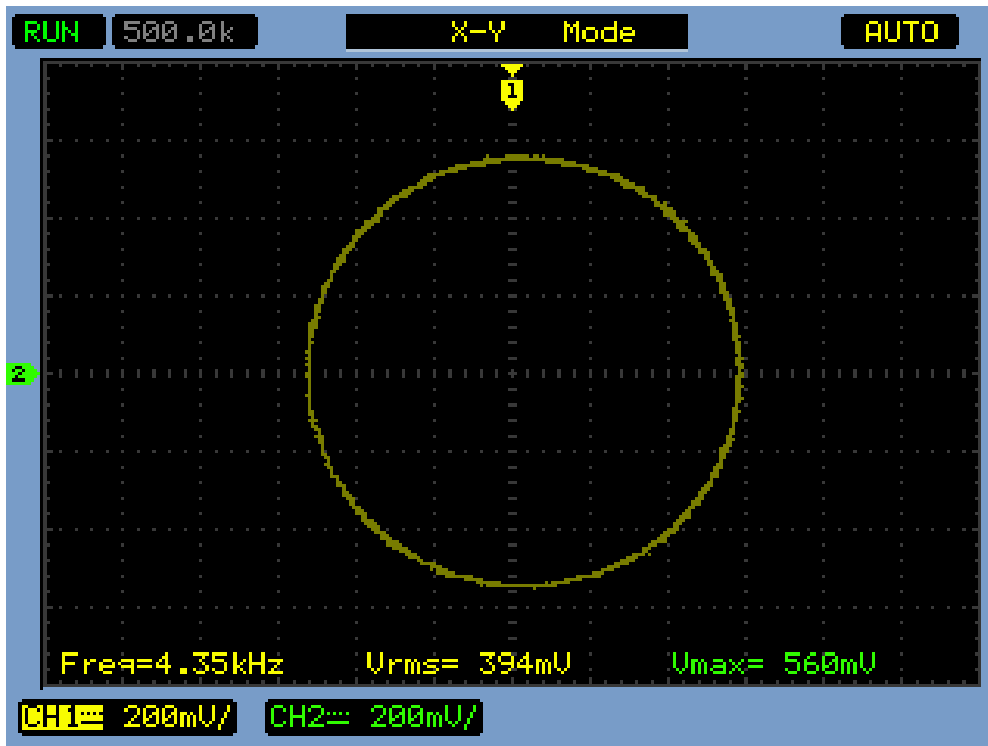 RUN 500.0k X-Y Mode AUTO
1
2
Freq=4.35kHz Vrms= 394mV Vmax= 560mV
CH1 200mV/ CH2 200mV/